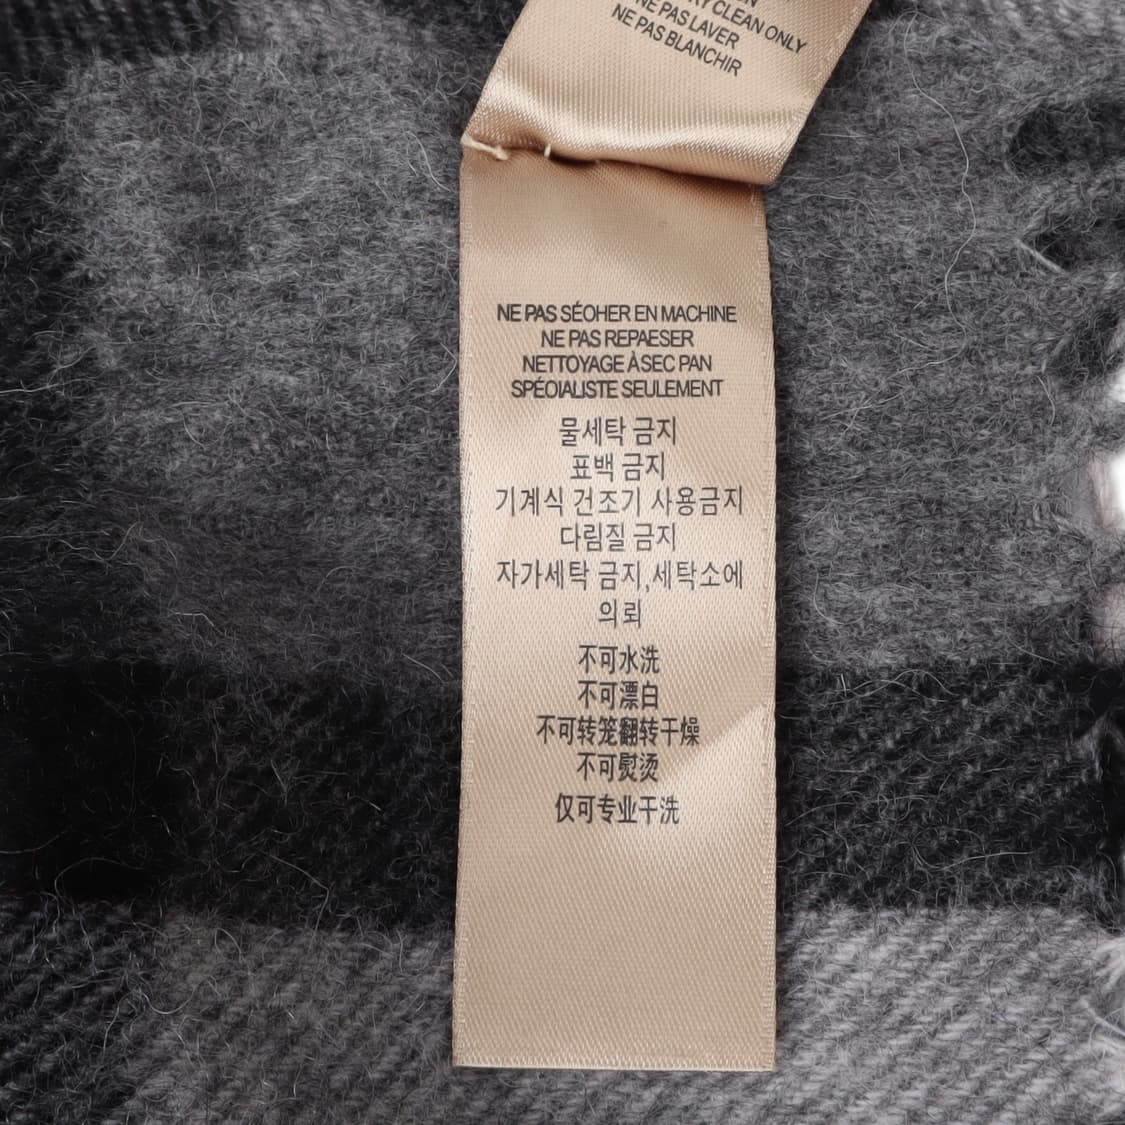 RY CLEAN ONLY
NE PAS LAVER
NE PAS BLANCHIR
NE PAS SÉOHER EN MACHINE
NE PAS REPAESER
NETTOYAGE À SEC PAN
SPÉOIALISTE SEULEMENT
물세탁 금지
표백 금지
기계식 건조기 사용금지
다림질 금지
자가세탁 금지,세탁소에
의뢰
不可水洗
不可漂白
不可转笼翻转干燥
不可熨烫
仅可专业干洗